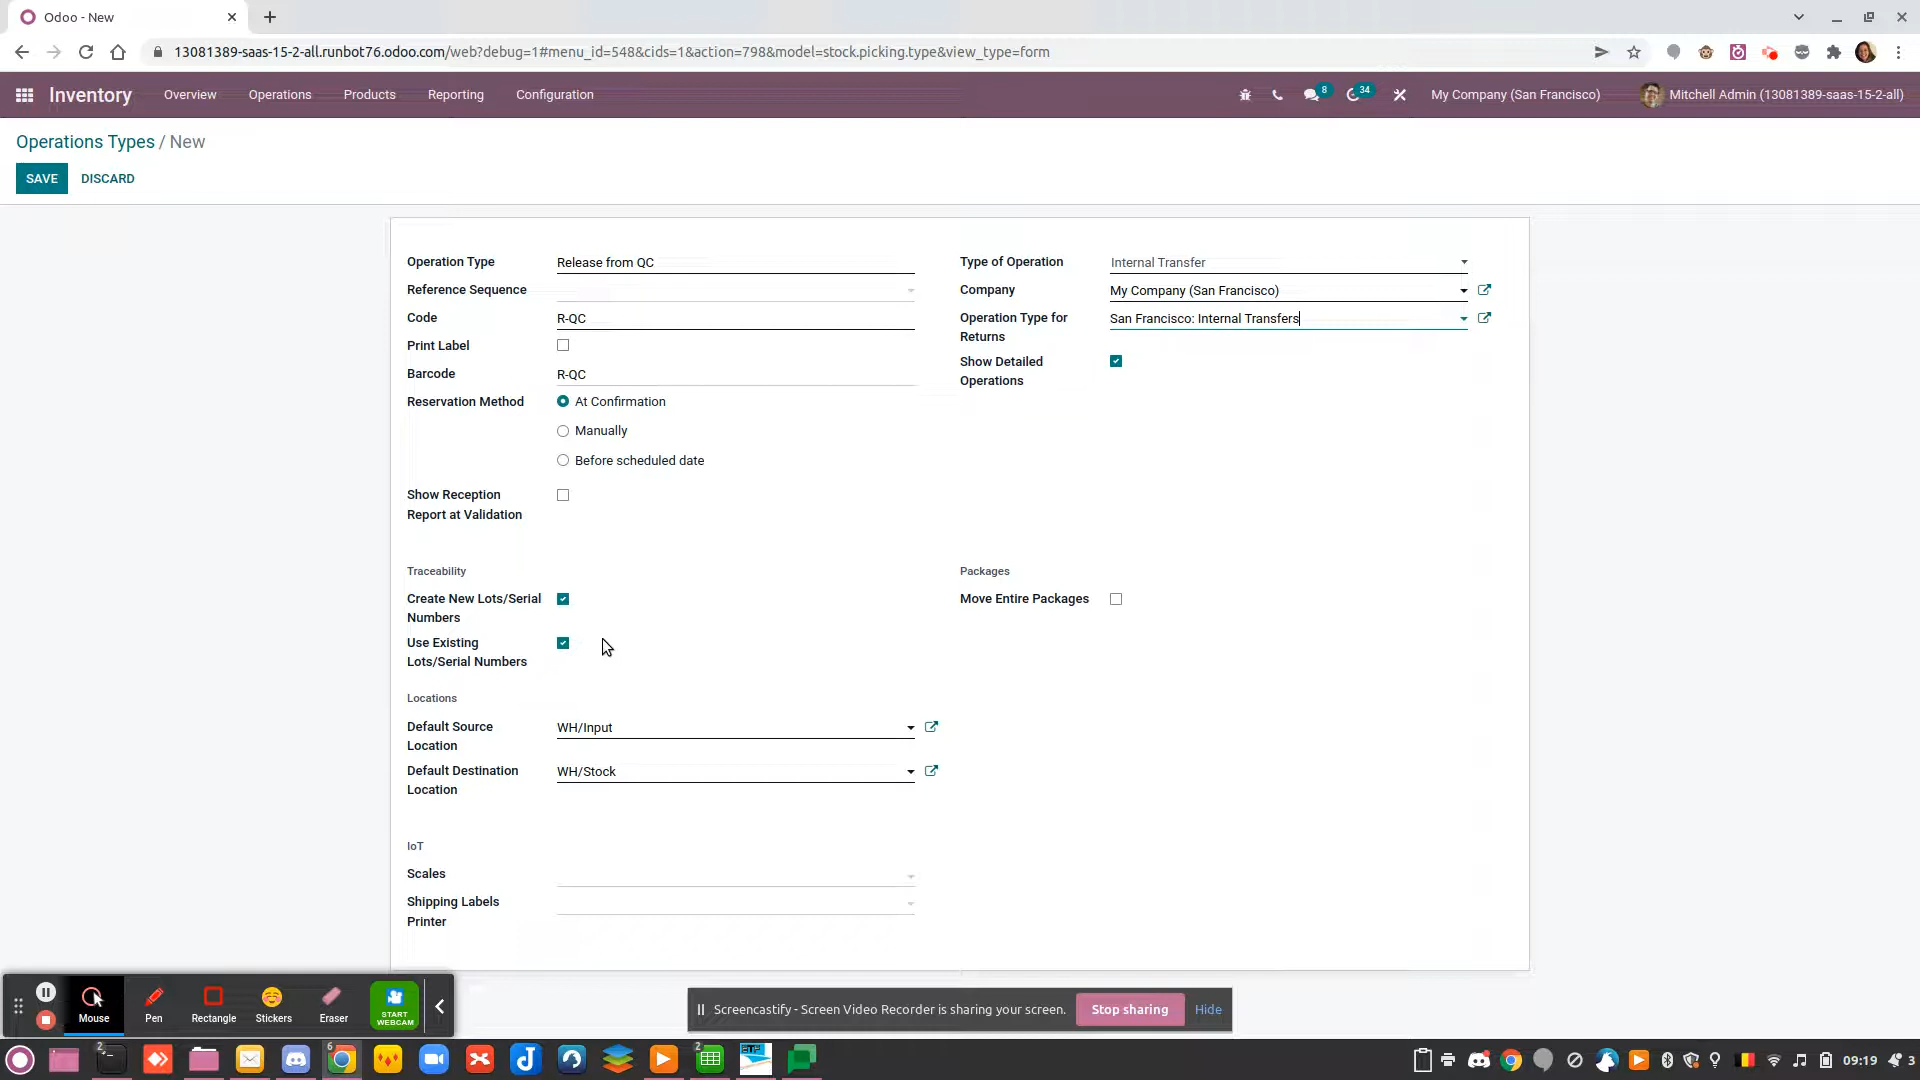 Odoo - New
13081389-saas-15-2-all.runbot76.odoo.com/web?debug=1#menu_id=548&cids=1&action=798&model=stock.picking.type&view_type=form
Inventory Overview Operations Products Reporting Configuration 8 34 My Company (San Francisco) Mitchell Admin (13081389-saas-15-2-all)
Operations Types / New
SAVE DISCARD
Operation Type Release from QC
Reference Sequence
Code R-QC
Print Label
Barcode R-QC
Reservation Method At Confirmation
Manually
Before scheduled date
Show Reception
Report at Validation
Type of Operation Internal Transfer
Company My Company (San Francisco)
Operation Type for
Returns San Francisco: Internal Transfers
Show Detailed
Operations
Traceability
Create New Lots/Serial
Numbers
Use Existing
Lots/Serial Numbers
Packages
Move Entire Packages
Locations
Default Source
Location WH/Input
Default Destination
Location WH/Stock
IoT
Scales
Shipping Labels
Printer
Mouse Pen Rectangle Stickers Eraser START
WEBCAM
Screencastify - Screen Video Recorder is sharing your screen. Stop sharing Hide
2 6 2 09:19 3